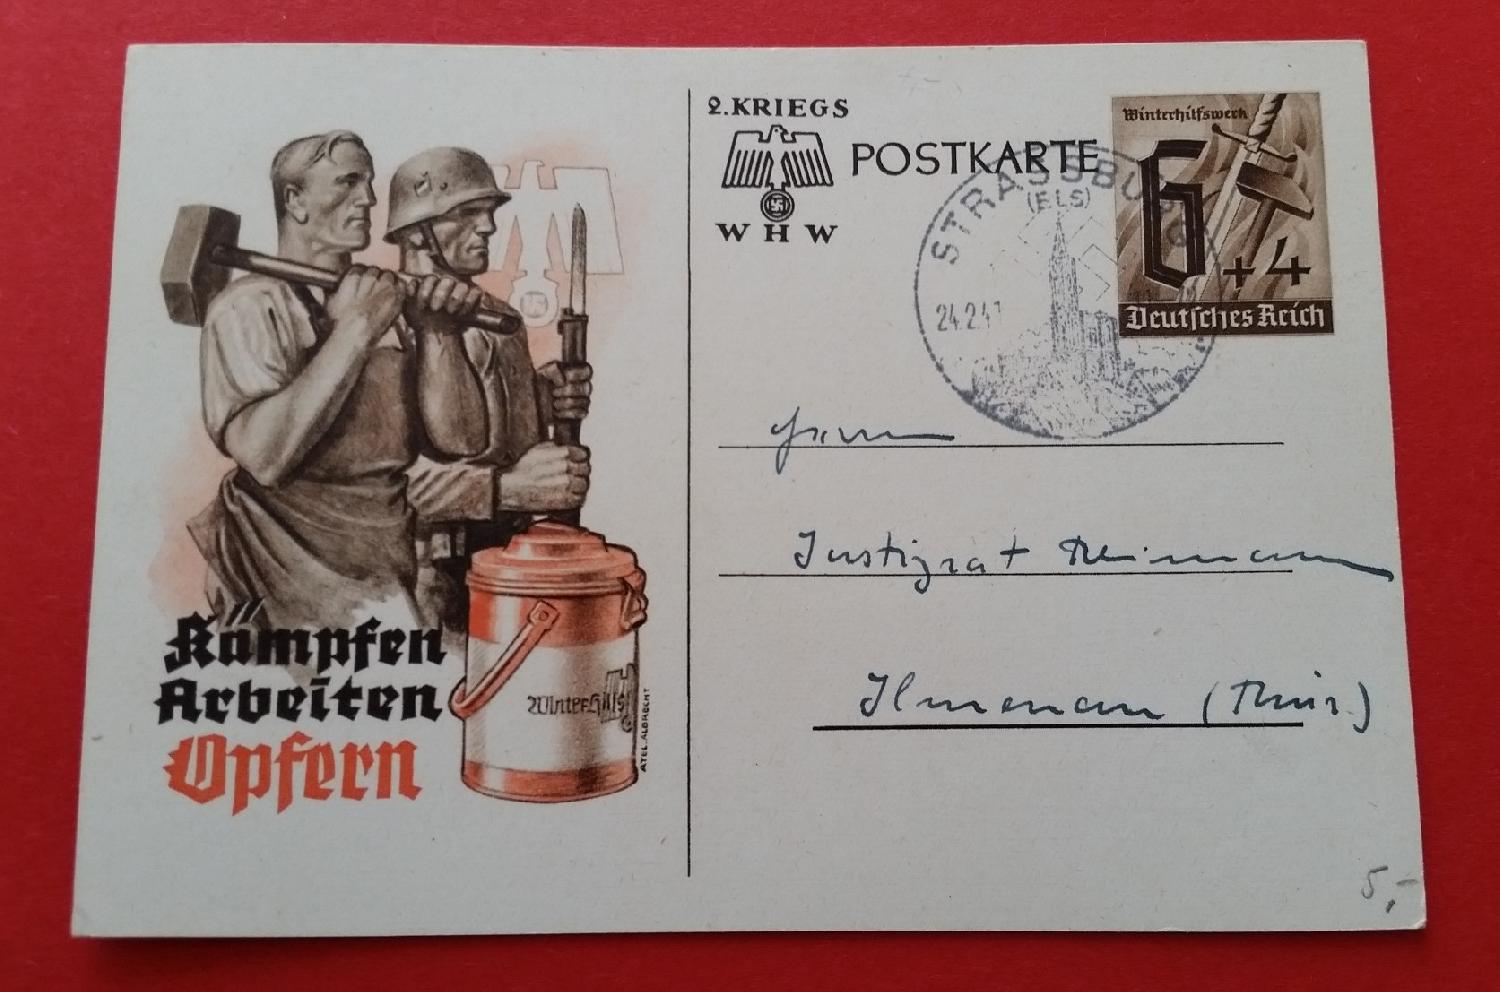 2. KRIEGS
WHW
POSTKARTE
Winterhilfswerk
6+4
Deutsches Reich
STRASSBURG
(ELS)
24.2.41
Kämpfen
Arbeiten
Opfern
Winterhilfs
ATEL. ALBRECHT
Herrn
Justizrat Reimann
Ilmenau (Thür.)
5,-